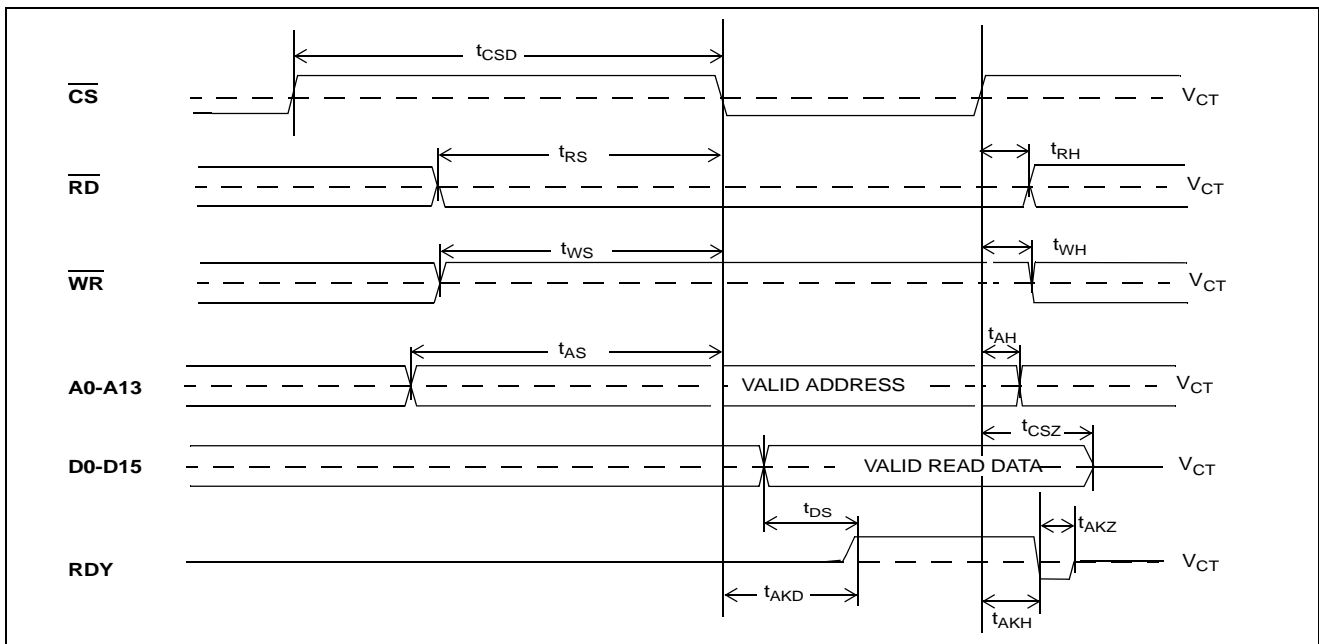 tCSD
CS
VCT
tRS
tRH
RD
VCT
tWS
tWH
WR
VCT
tAS
tAH
A0-A13
VALID ADDRESS
VCT
tCSZ
D0-D15
VALID READ DATA
VCT
tDS
tAKZ
RDY
VCT
tAKD
tAKH